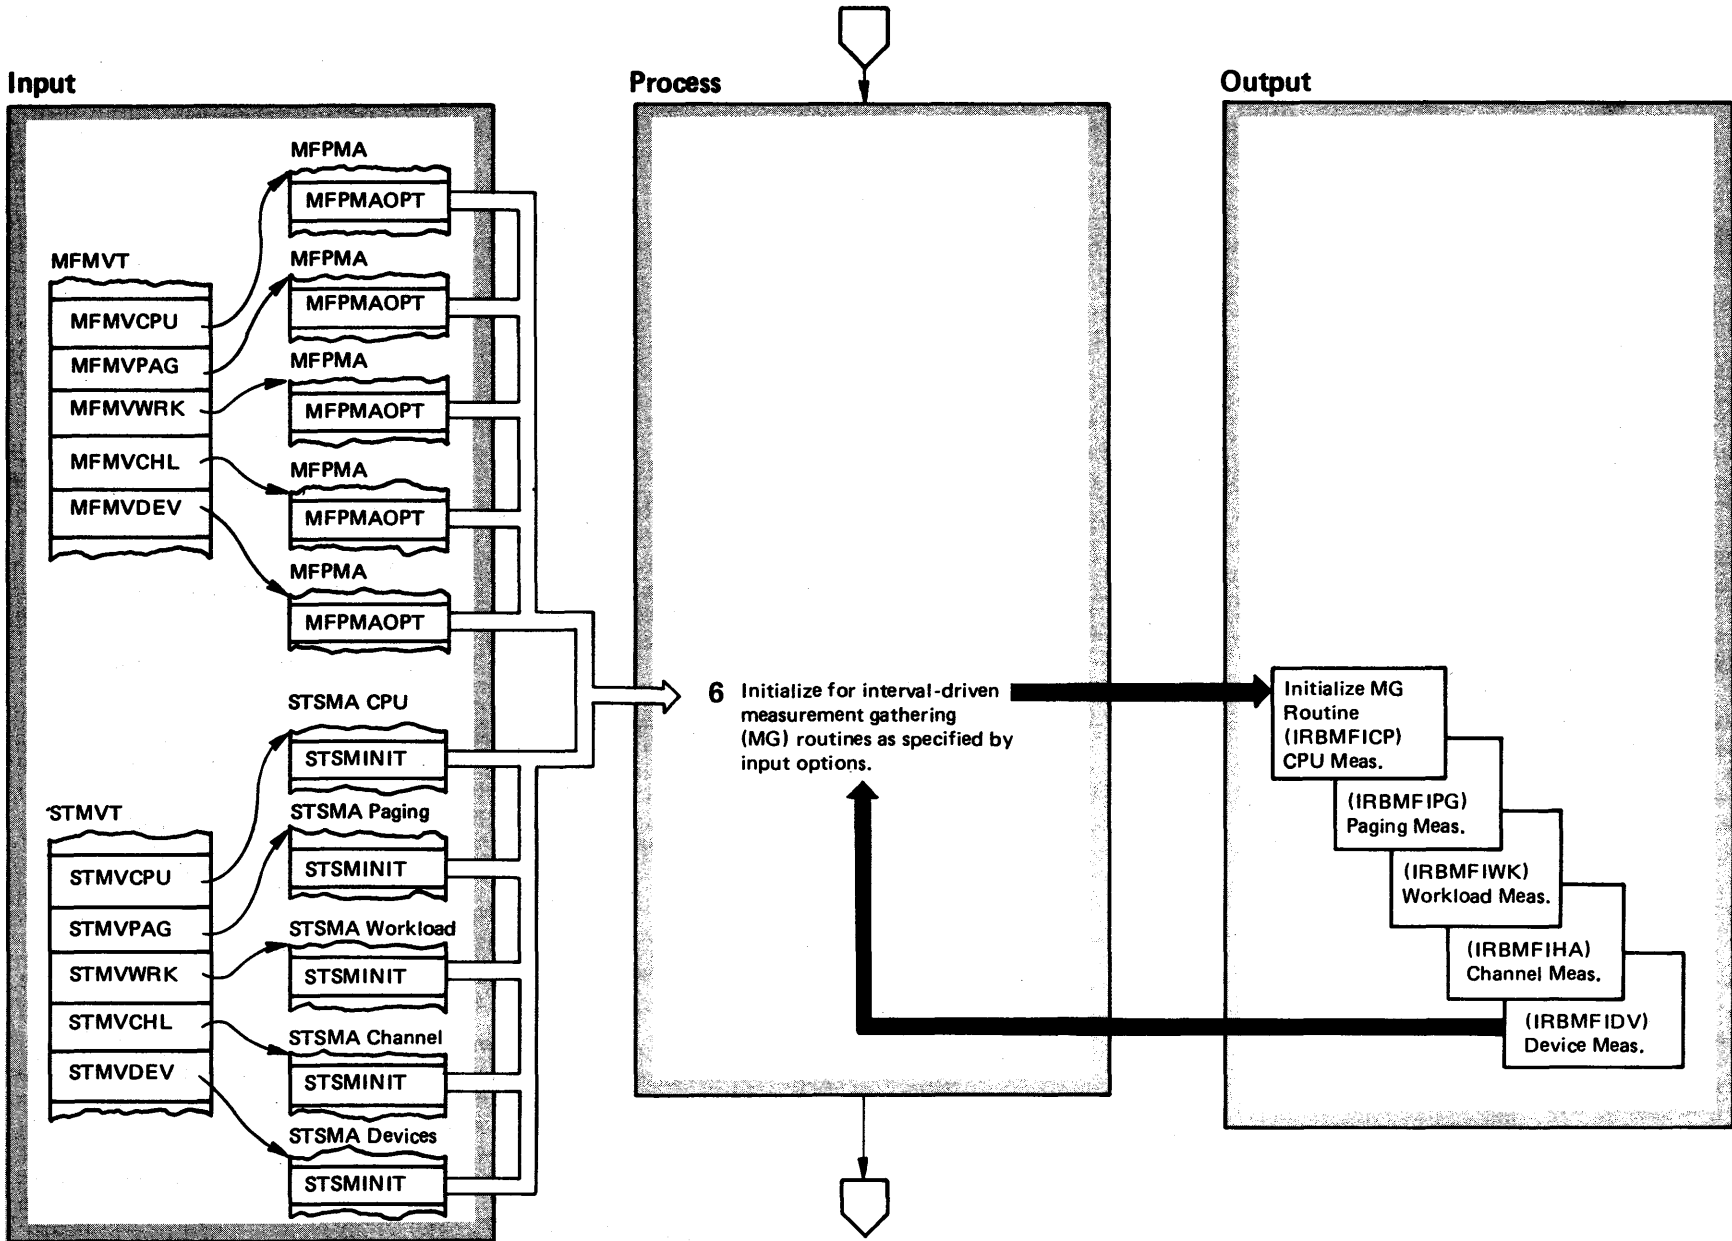 Input
MFMVT
MFMVCPU
MFMVPAG
MFMVWRK
MFMVCHL
MFMVDEV
MFPMA
MFPMAOPT
MFPMA
MFPMAOPT
MFPMA
MFPMAOPT
MFPMA
MFPMAOPT
MFPMA
MFPMAOPT
STMVT
STMVCPU
STMVPAG
STMVWRK
STMVCHL
STMVDEV
STSMA CPU
STSMINIT
STSMA Paging
STSMINIT
STSMA Workload
STSMINIT
STSMA Channel
STSMINIT
STSMA Devices
STSMINIT
Process
6 Initialize for interval-driven
measurement gathering
(MG) routines as specified by
input options.
Output
Initialize MG
Routine
(IRBMFICP)
CPU Meas.
(IRBMFIPG)
Paging Meas.
(IRBMFIWK)
Workload Meas.
(IRBMFIHA)
Channel Meas.
(IRBMFIDV)
Device Meas.